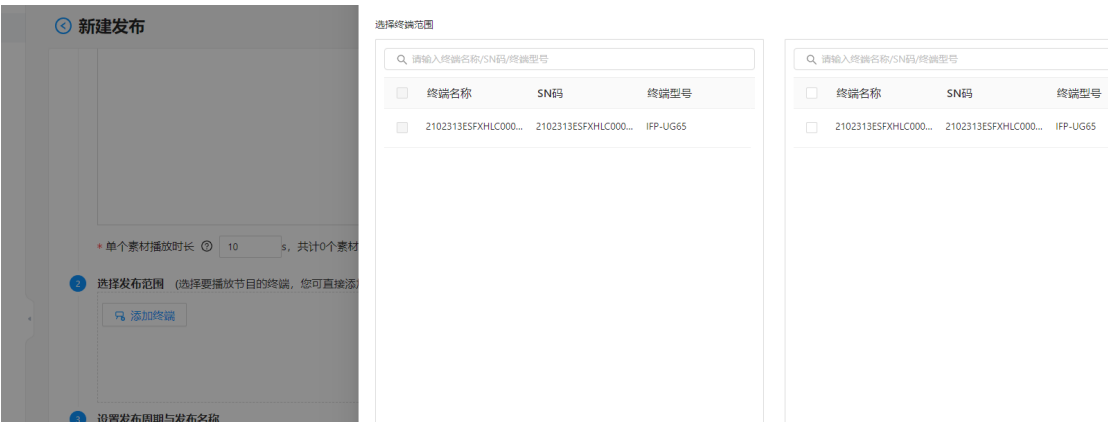 新建发布
* 单个素材播放时长 10 s, 共计0个素材
2 选择发布范围 (选择要播放节目的终端, 您可直接添
添加终端
3 设置发布周期与发布名称
选择终端范围
请输入终端名称/SN码/终端型号
终端名称 SN码 终端型号
2102313ESFXHLC000... 2102313ESFXHLC000... IFP-UG65
请输入终端名称/SN码/终端型号
终端名称 SN码 终端型号
2102313ESFXHLC000... 2102313ESFXHLC000... IFP-UG65